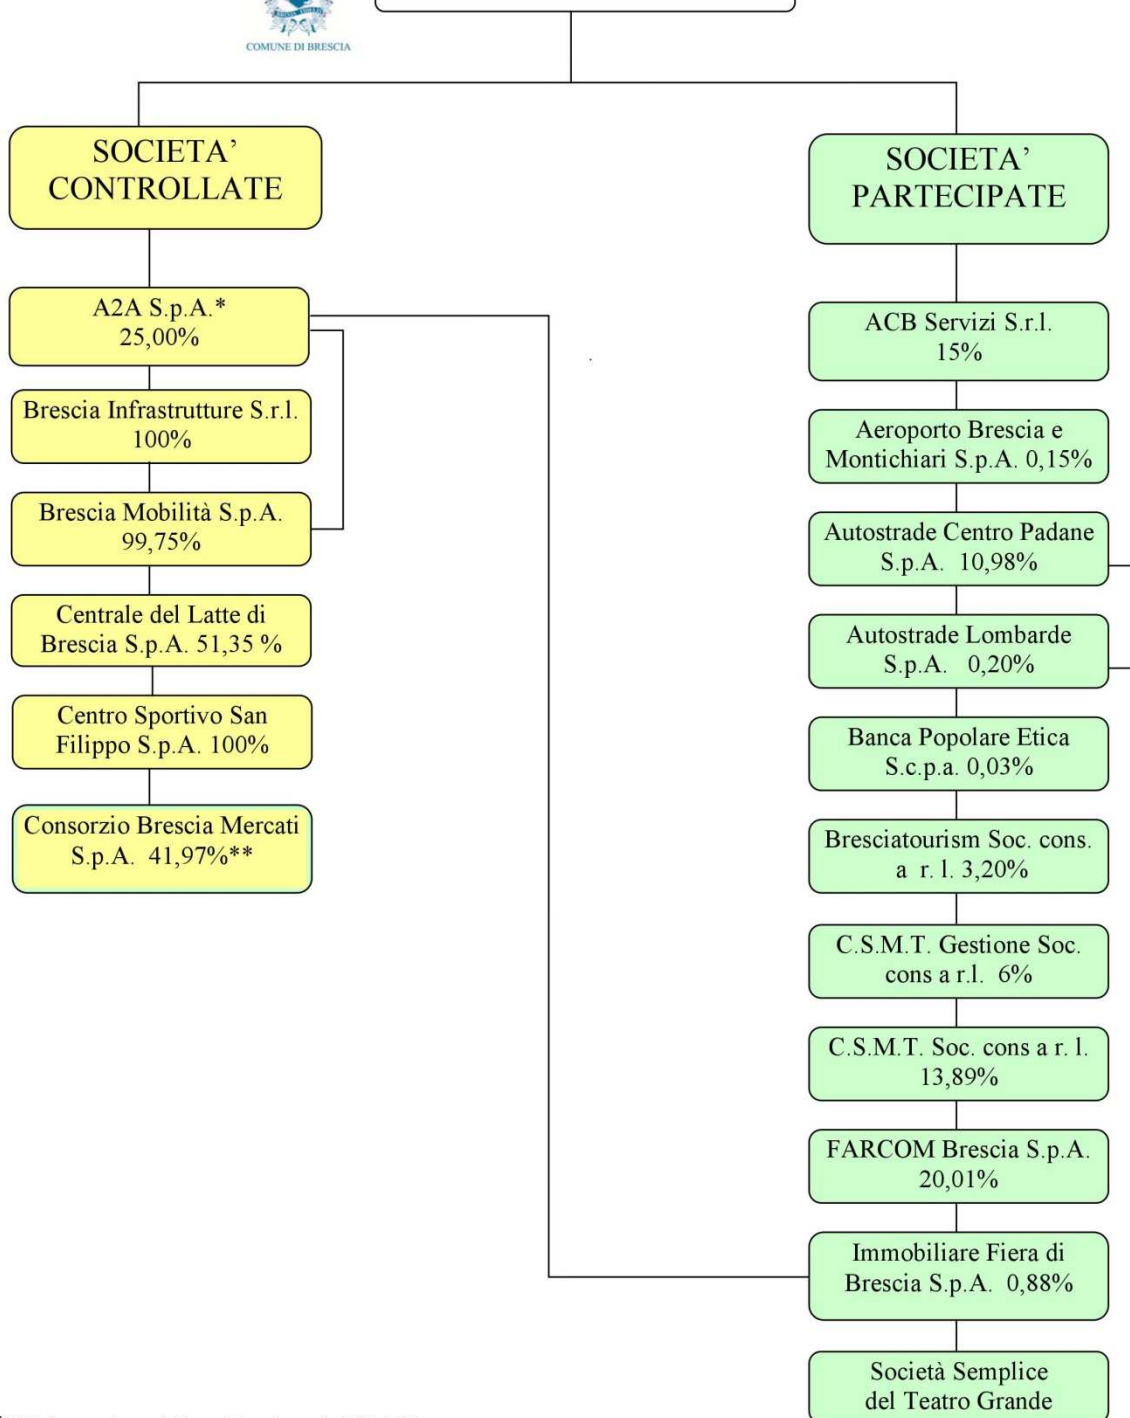 COMUNE DI BRESCIA
SOCIETA’
CONTROLLATE
A2A S.p.A.*
25,00%
Brescia Infrastrutture S.r.l.
100%
Brescia Mobilità S.p.A.
99,75%
Centrale del Latte di
Brescia S.p.A. 51,35 %
Centro Sportivo San
Filippo S.p.A. 100%
Consorzio Brescia Mercati
S.p.A. 41,97%**
SOCIETA’
PARTECIPATE
ACB Servizi S.r.l.
15%
Aeroporto Brescia e
Montichiari S.p.A. 0,15%
Autostrade Centro Padane
S.p.A. 10,98%
Autostrade Lombarde
S.p.A. 0,20%
Banca Popolare Etica
S.c.p.a. 0,03%
Bresciatourism Soc. cons.
a r. l. 3,20%
C.S.M.T. Gestione Soc.
cons a r.l. 6%
C.S.M.T. Soc. cons a r. l.
13,89%
FARCOM Brescia S.p.A.
20,01%
Immobiliare Fiera di
Brescia S.p.A. 0,88%
Società Semplice
del Teatro Grande